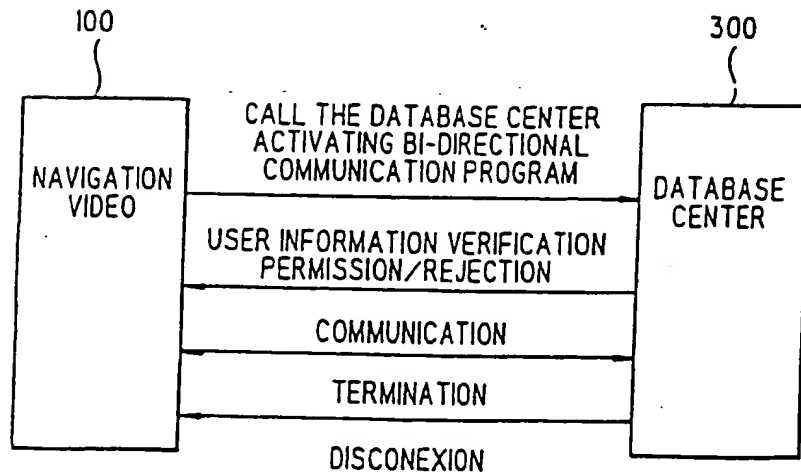 100
300
CALL THE DATABASE CENTER
ACTIVATING BI-DIRECTIONAL
COMMUNICATION PROGRAM
NAVIGATION
VIDEO
DATABASE
CENTER
USER INFORMATION VERIFICATION
PERMISSION/REJECTION
COMMUNICATION
TERMINATION
DISCONEXION